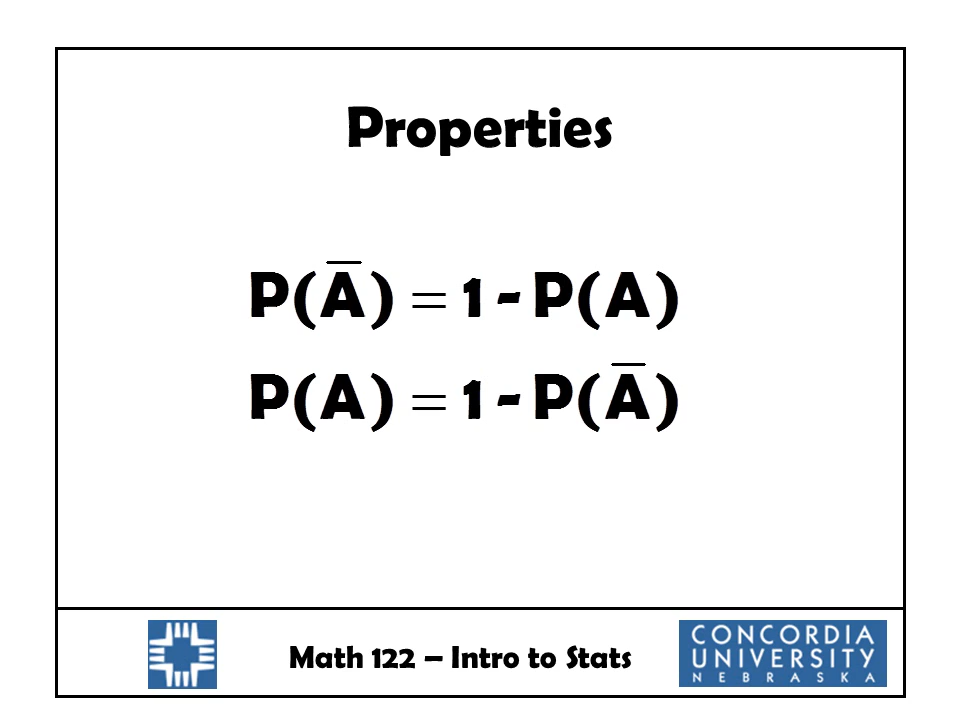 Properties
P(A̅) = 1 - P(A)
P(A) = 1 - P(A̅)
Math 122 – Intro to Stats
CONCORDIA
UNIVERSITY
NEBRASKA